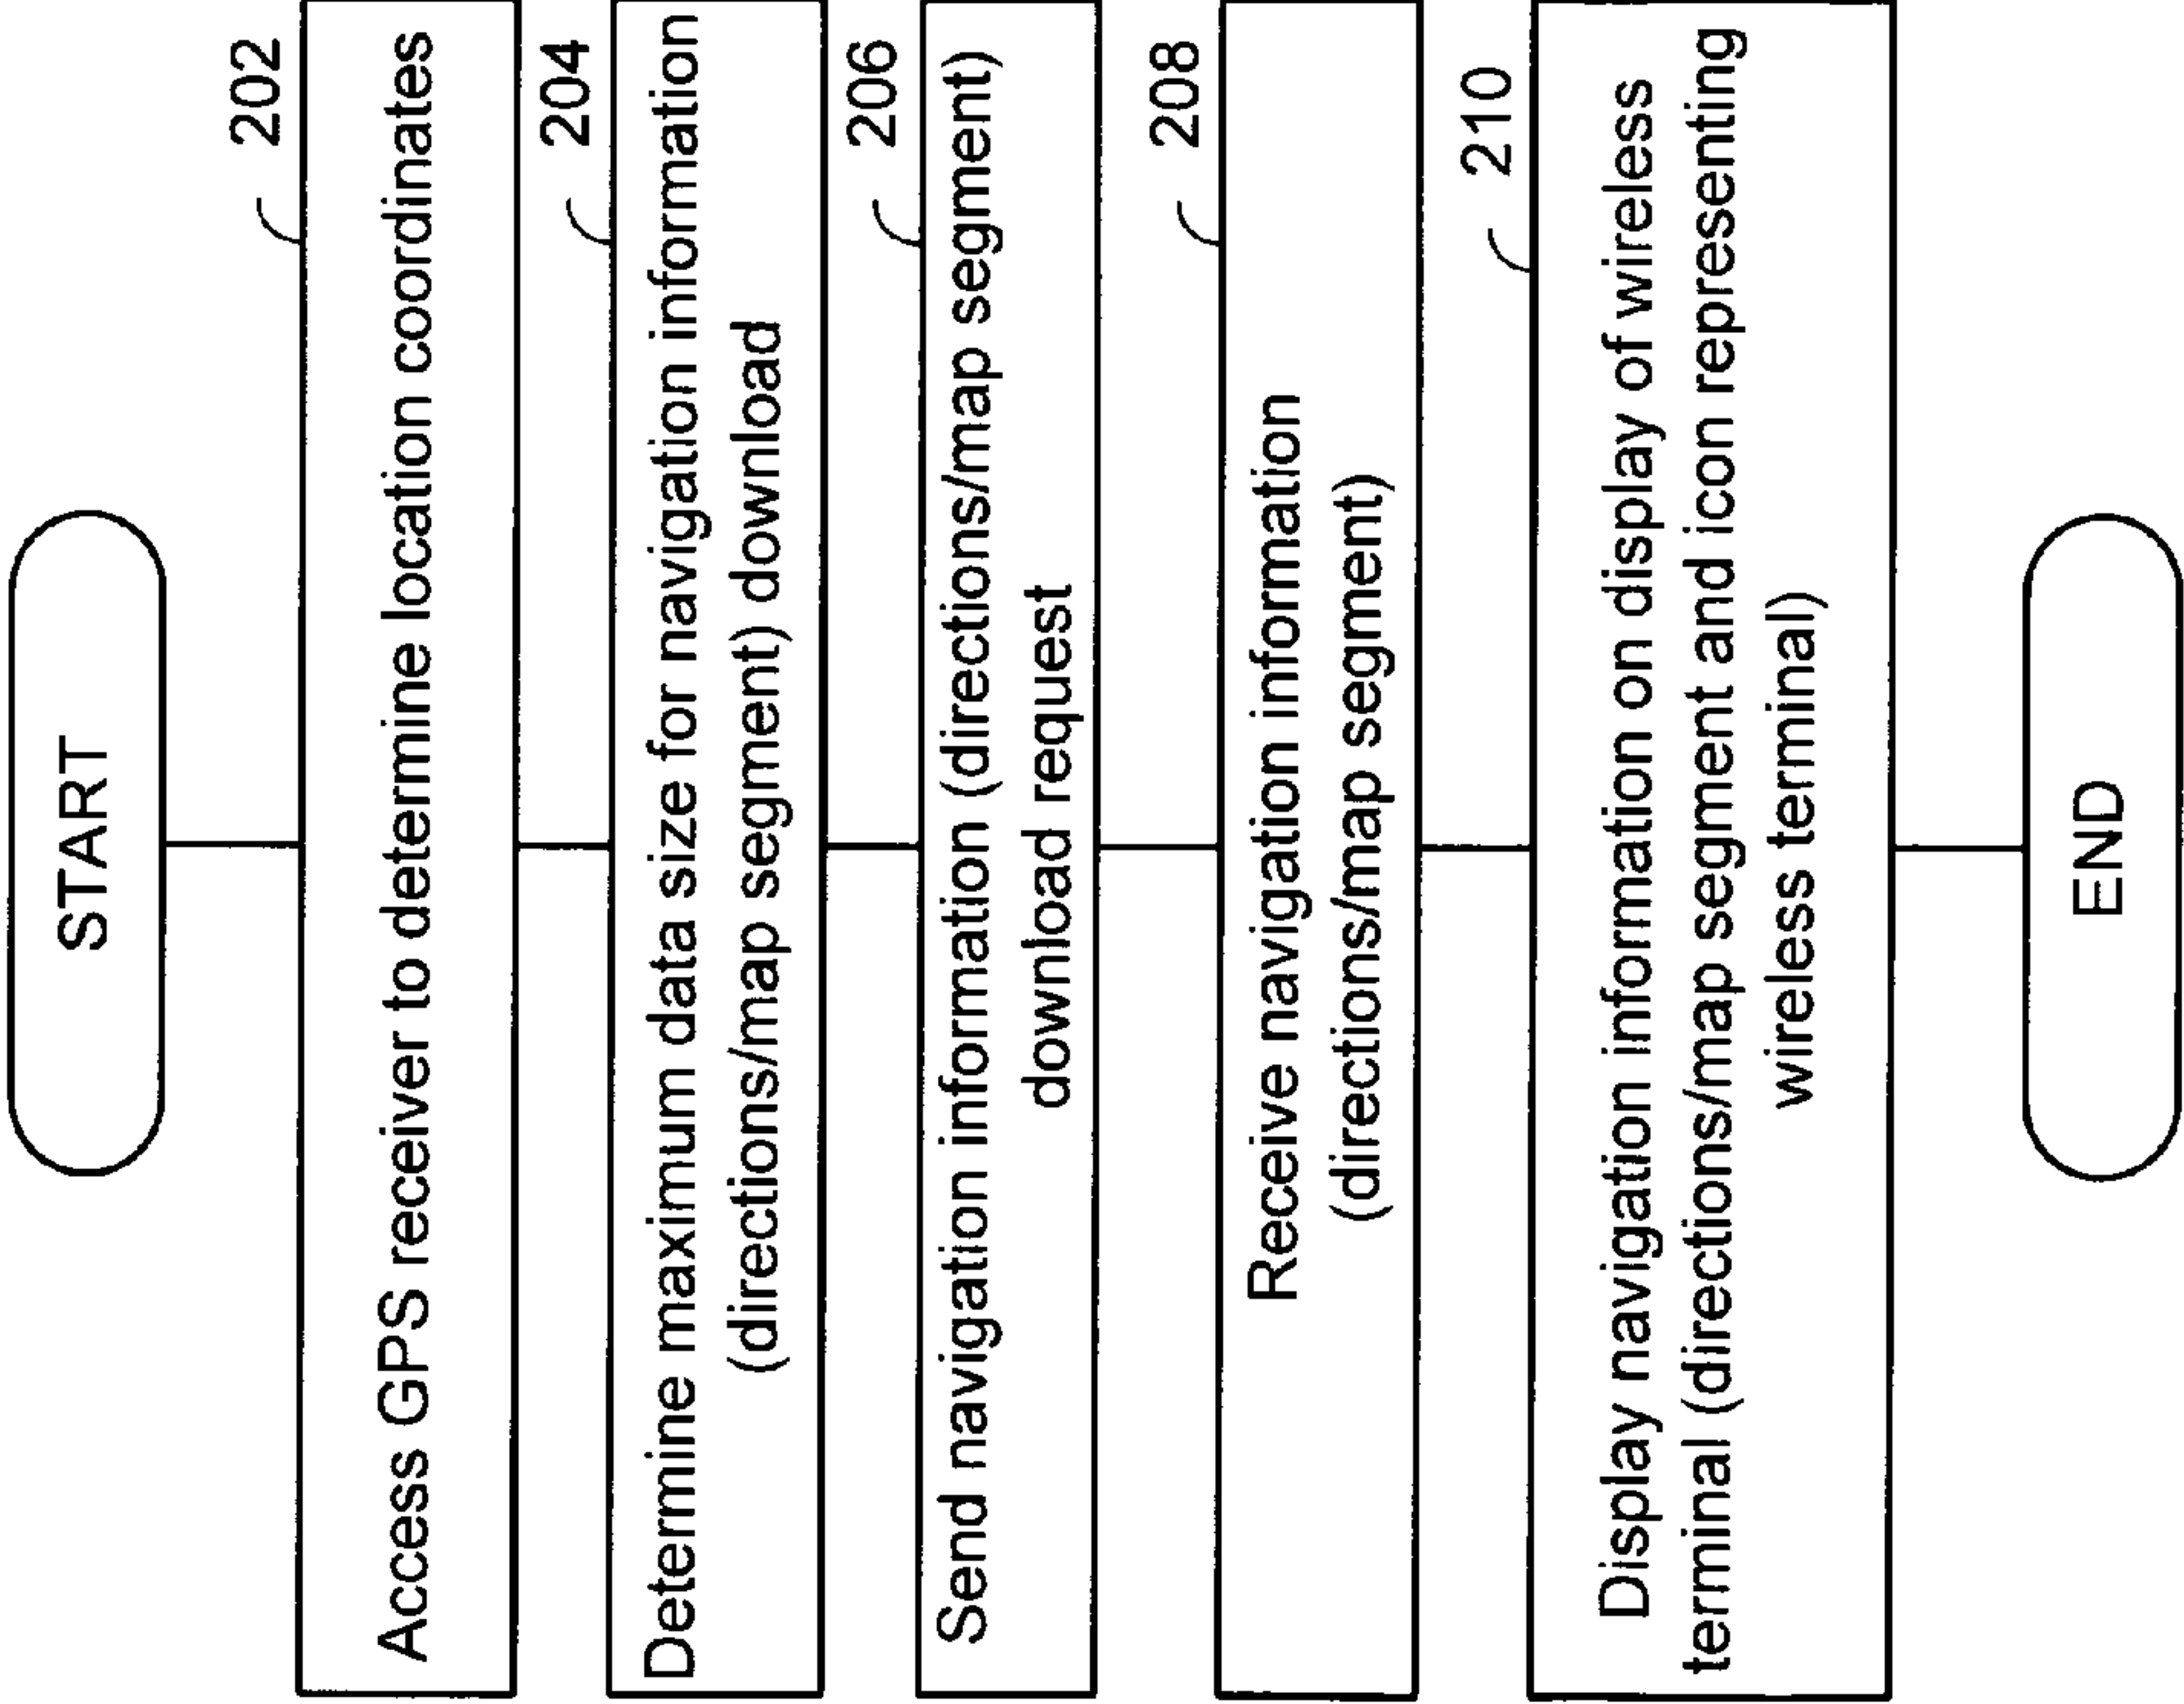 START
202
Access GPS receiver to determine location coordinates
204
Determine maximum data size for navigation information
(directions/map segment) download
206
Send navigation information (directions/map segment)
download request
208
Receive navigation information
(directions/map segment)
210
Display navigation information on display of wireless
terminal (directions/map segment and icon representing
wireless terminal)
END